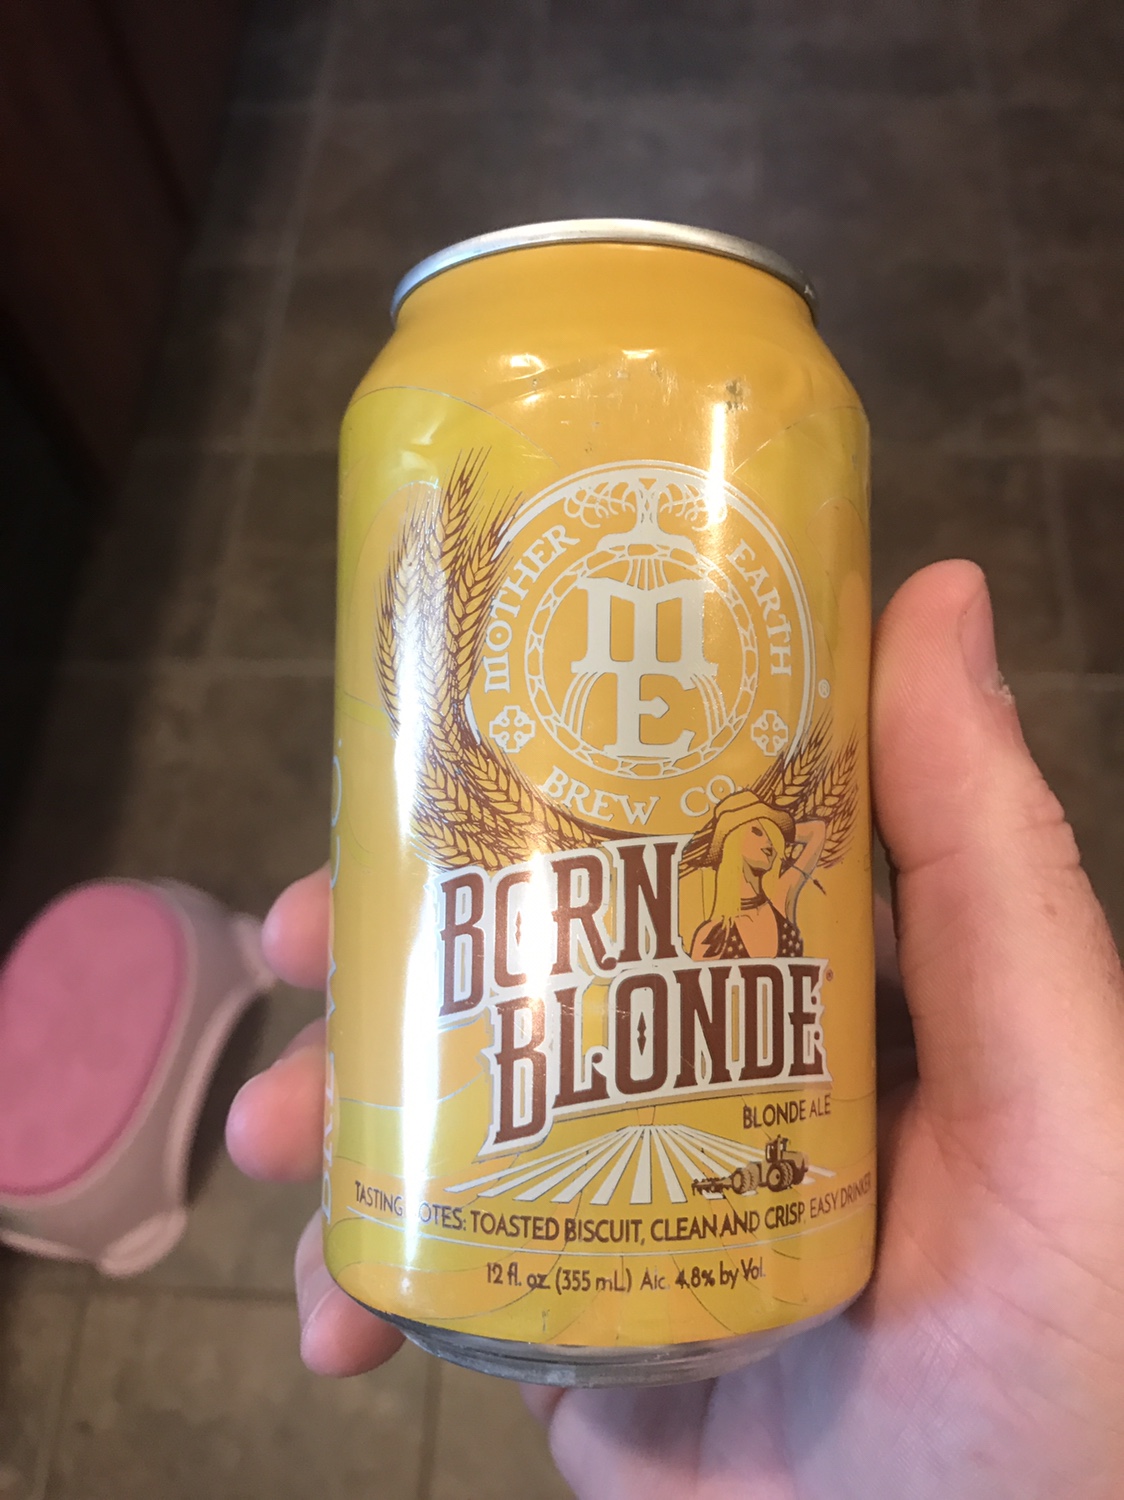 MOTHER EARTH
ME
BREW CO.
®
BORN
BLONDE®
BLONDE ALE
TASTING NOTES: TOASTED BISCUIT, CLEAN AND CRISP, EASY DRINKER
12 fl. oz (355 mL) Alc. 4.8% by Vol.